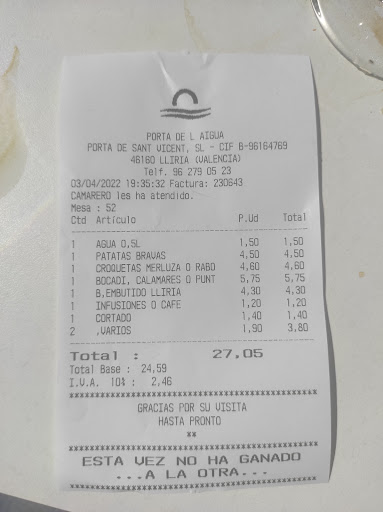 PORTA DE L AIGUA
PORTA DE SANT VICENT, SL - CIF B-96164769
46160 LLIRIA (VALENCIA)
Telf. 96 279 05 23
03/04/2022 19:35:32 Factura: 230643
CAMARERO les ha atendido.
Mesa : 52
Ctd Artículo P.Ud Total
1 AGUA 0,5L 1,50 1,50
1 PATATAS BRAVAS 4,50 4,50
1 CROQUETAS MERLUZA O RABO 4,60 4,60
1 BOCADI, CALAMARES O PUNT 5,75 5,75
1 B.EMBUTIDO LLIRIA 4,30 4,30
1 INFUSIONES O CAFE 1,20 1,20
1 CORTADO 1,40 1,40
2 ,VARIOS 1,90 3,80
Total : 27,05
Total Base : 24,59
I.V.A. 10% : 2,46
GRACIAS POR SU VISITA
HASTA PRONTO
**
ESTA VEZ NO HA GANADO
...A LA OTRA...